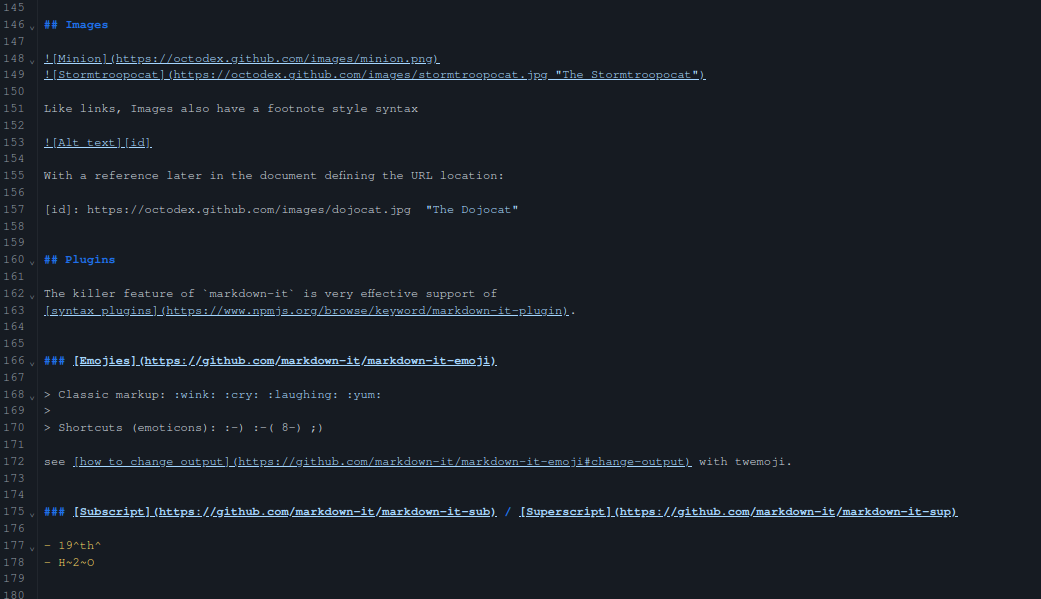 145
146 ## Images
147
148 ![Minion](https://octodex.github.com/images/minion.png)
149 ![Stormtroopocat](https://octodex.github.com/images/stormtroopocat.jpg "The Stormtroopocat")
150
151 Like links, Images also have a footnote style syntax
152
153 ![Alt text][id]
154
155 With a reference later in the document defining the URL location:
156
157 [id]: https://octodex.github.com/images/dojocat.jpg  "The Dojocat"
158
159
160 ## Plugins
161
162 The killer feature of `markdown-it` is very effective support of
163 [syntax plugins](https://www.npmjs.org/browse/keyword/markdown-it-plugin).
164
165
166 ### [Emojies](https://github.com/markdown-it/markdown-it-emoji)
167
168 > Classic markup: :wink: :cry: :laughing: :yum:
169 >
170 > Shortcuts (emoticons): :-) :-( 8-) ;)
171
172 see [how to change output](https://github.com/markdown-it/markdown-it-emoji#change-output) with twemoji.
173
174
175 ### [Subscript](https://github.com/markdown-it/markdown-it-sub) / [Superscript](https://github.com/markdown-it/markdown-it-sup)
176
177 - 19^th^
178 - H~2~O
179
180